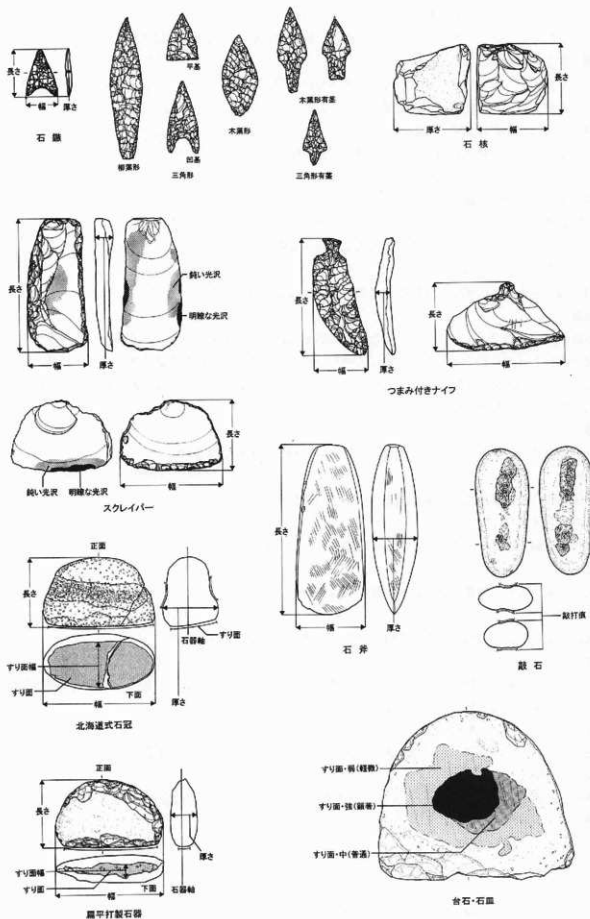 長さ
幅
厚さ
石鏃
柳葉形
平基
凹基
三角形
木葉形
木葉形有茎
三角形有茎
厚さ
長さ
幅
石核
長さ
幅
厚さ
鈍い光沢
明瞭な光沢
長さ
幅
鈍い光沢
明瞭な光沢
スクレイパー
長さ
幅
厚さ
長さ
幅
つまみ付きナイフ
長さ
幅
厚さ
石斧
敲打痕
敲石
正面
長さ
すり面
石器軸
すり面幅
すり面
下面
幅
厚さ
北海道式石冠
正面
長さ
厚さ
すり面幅
すり面
下面
石器軸
幅
扁平打製石器
すり面・弱(軽微)
すり面・強(顕著)
すり面・中(普通)
台石・石皿